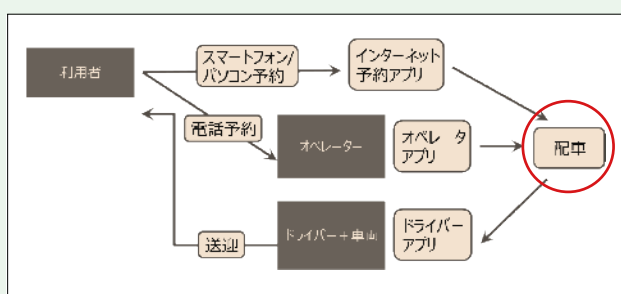 利用者
スマートフォン/
パソコン予約
インターネット
予約アプリ
電話予約
オペレーター
オペレータ
アプリ
配車
送迎
ドライバー+車両
ドライバー
アプリ